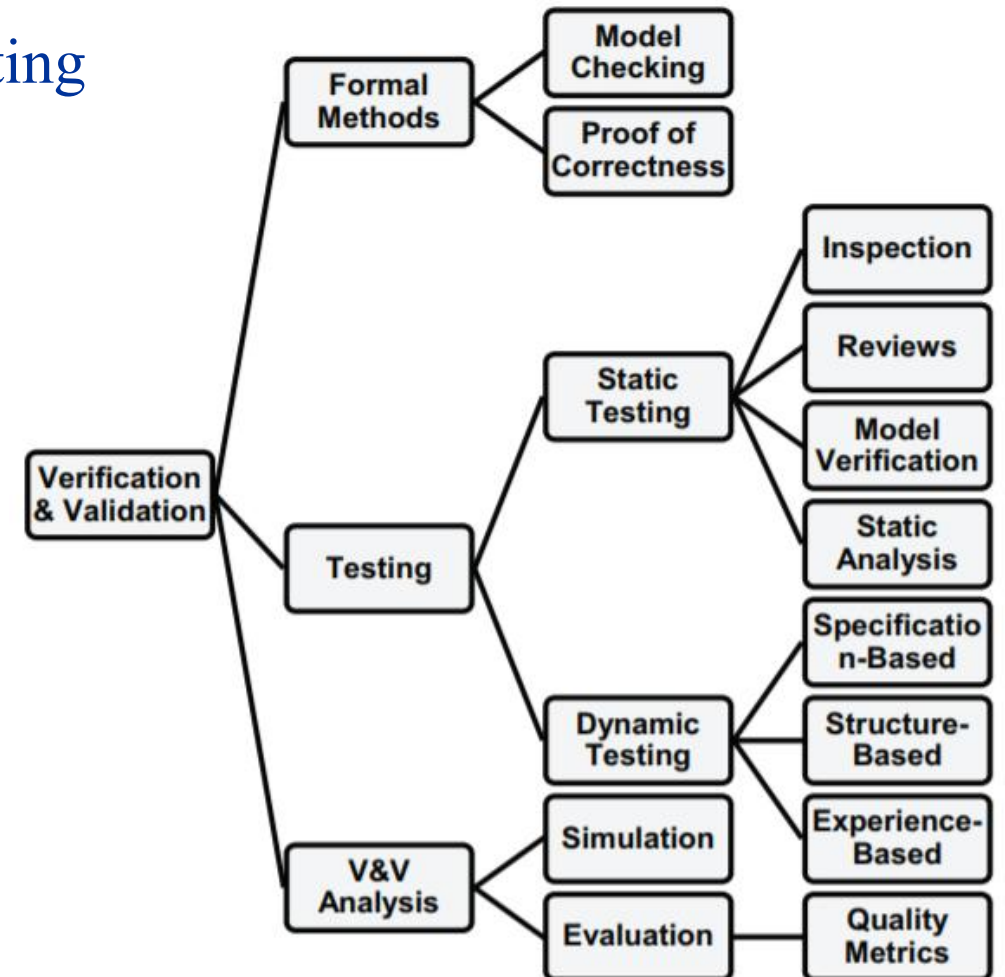 ting
Model
Checking
Formal
Methods
Proof of
Correctness
Inspection
Reviews
Static
Testing
Model
Verification
Verification
& Validation
Static
Analysis
Testing
Specificatio
n-Based
Dynamic
Testing
Structure-
Based
Simulation
Experience-
Based
V&V
Analysis
Evaluation
Quality
Metrics